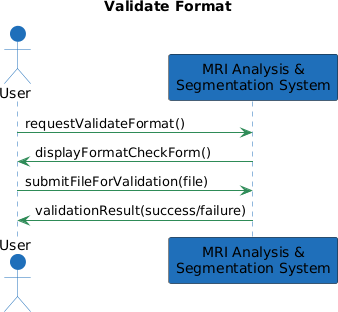 Validate Format
User
MRI Analysis &
Segmentation System
requestValidateFormat()
displayFormatCheckForm()
submitFileForValidation(file)
validationResult(success/failure)
User
MRI Analysis &
Segmentation System